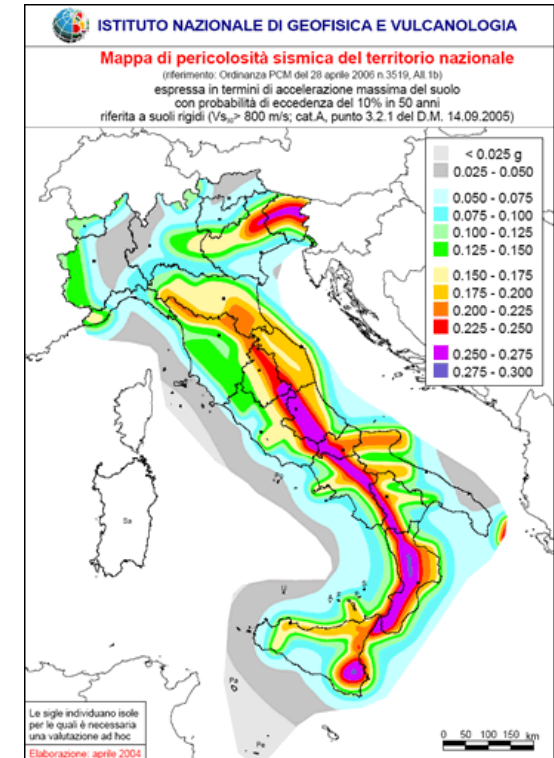 ISTITUTO NAZIONALE DI GEOFISICA E VULCANOLOGIA
Mappa di pericolosità sismica del territorio nazionale
(riferimento: Ordinanza PCM del 28 aprile 2006 n.3519, All.1b)
espressa in termini di accelerazione massima del suolo
con probabilità di eccedenza del 10% in 50 anni
riferita a suoli rigidi (Vs₃₀> 800 m/s; cat.A, punto 3.2.1 del D.M. 14.09.2005)
< 0.025 g
0.025 - 0.050
0.050 - 0.075
0.075 - 0.100
0.100 - 0.125
0.125 - 0.150
0.150 - 0.175
0.175 - 0.200
0.200 - 0.225
0.225 - 0.250
0.250 - 0.275
0.275 - 0.300
Sa
U
Pa
Pe
Le sigle individuano isole
per le quali è necessaria
una valutazione ad hoc
Elaborazione: aprile 2004
0 50 100 150 km